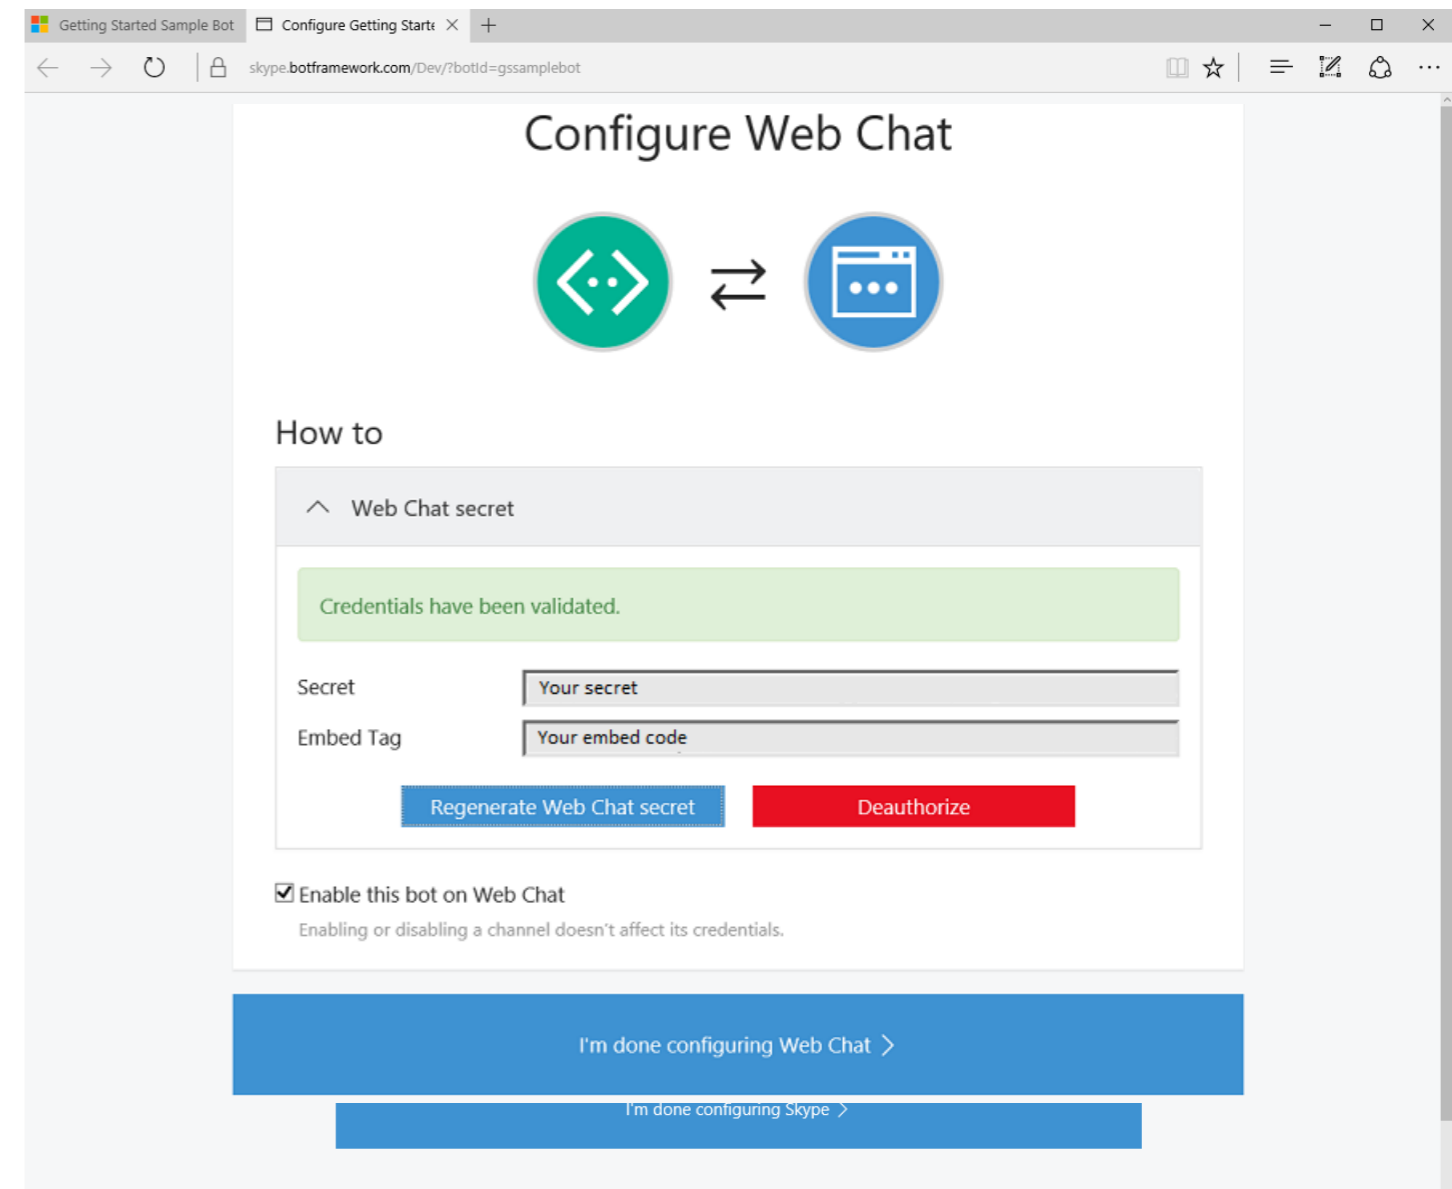 Getting Started Sample Bot
Configure Getting Starte
skype.botframework.com/Dev/?botId=gssamplebot
Configure Web Chat
How to
Web Chat secret
Credentials have been validated.
Secret
Your secret
Embed Tag
Your embed code
Regenerate Web Chat secret
Deauthorize
Enable this bot on Web Chat
Enabling or disabling a channel doesn't affect its credentials.
I'm done configuring Web Chat >
I'm done configuring Skype >